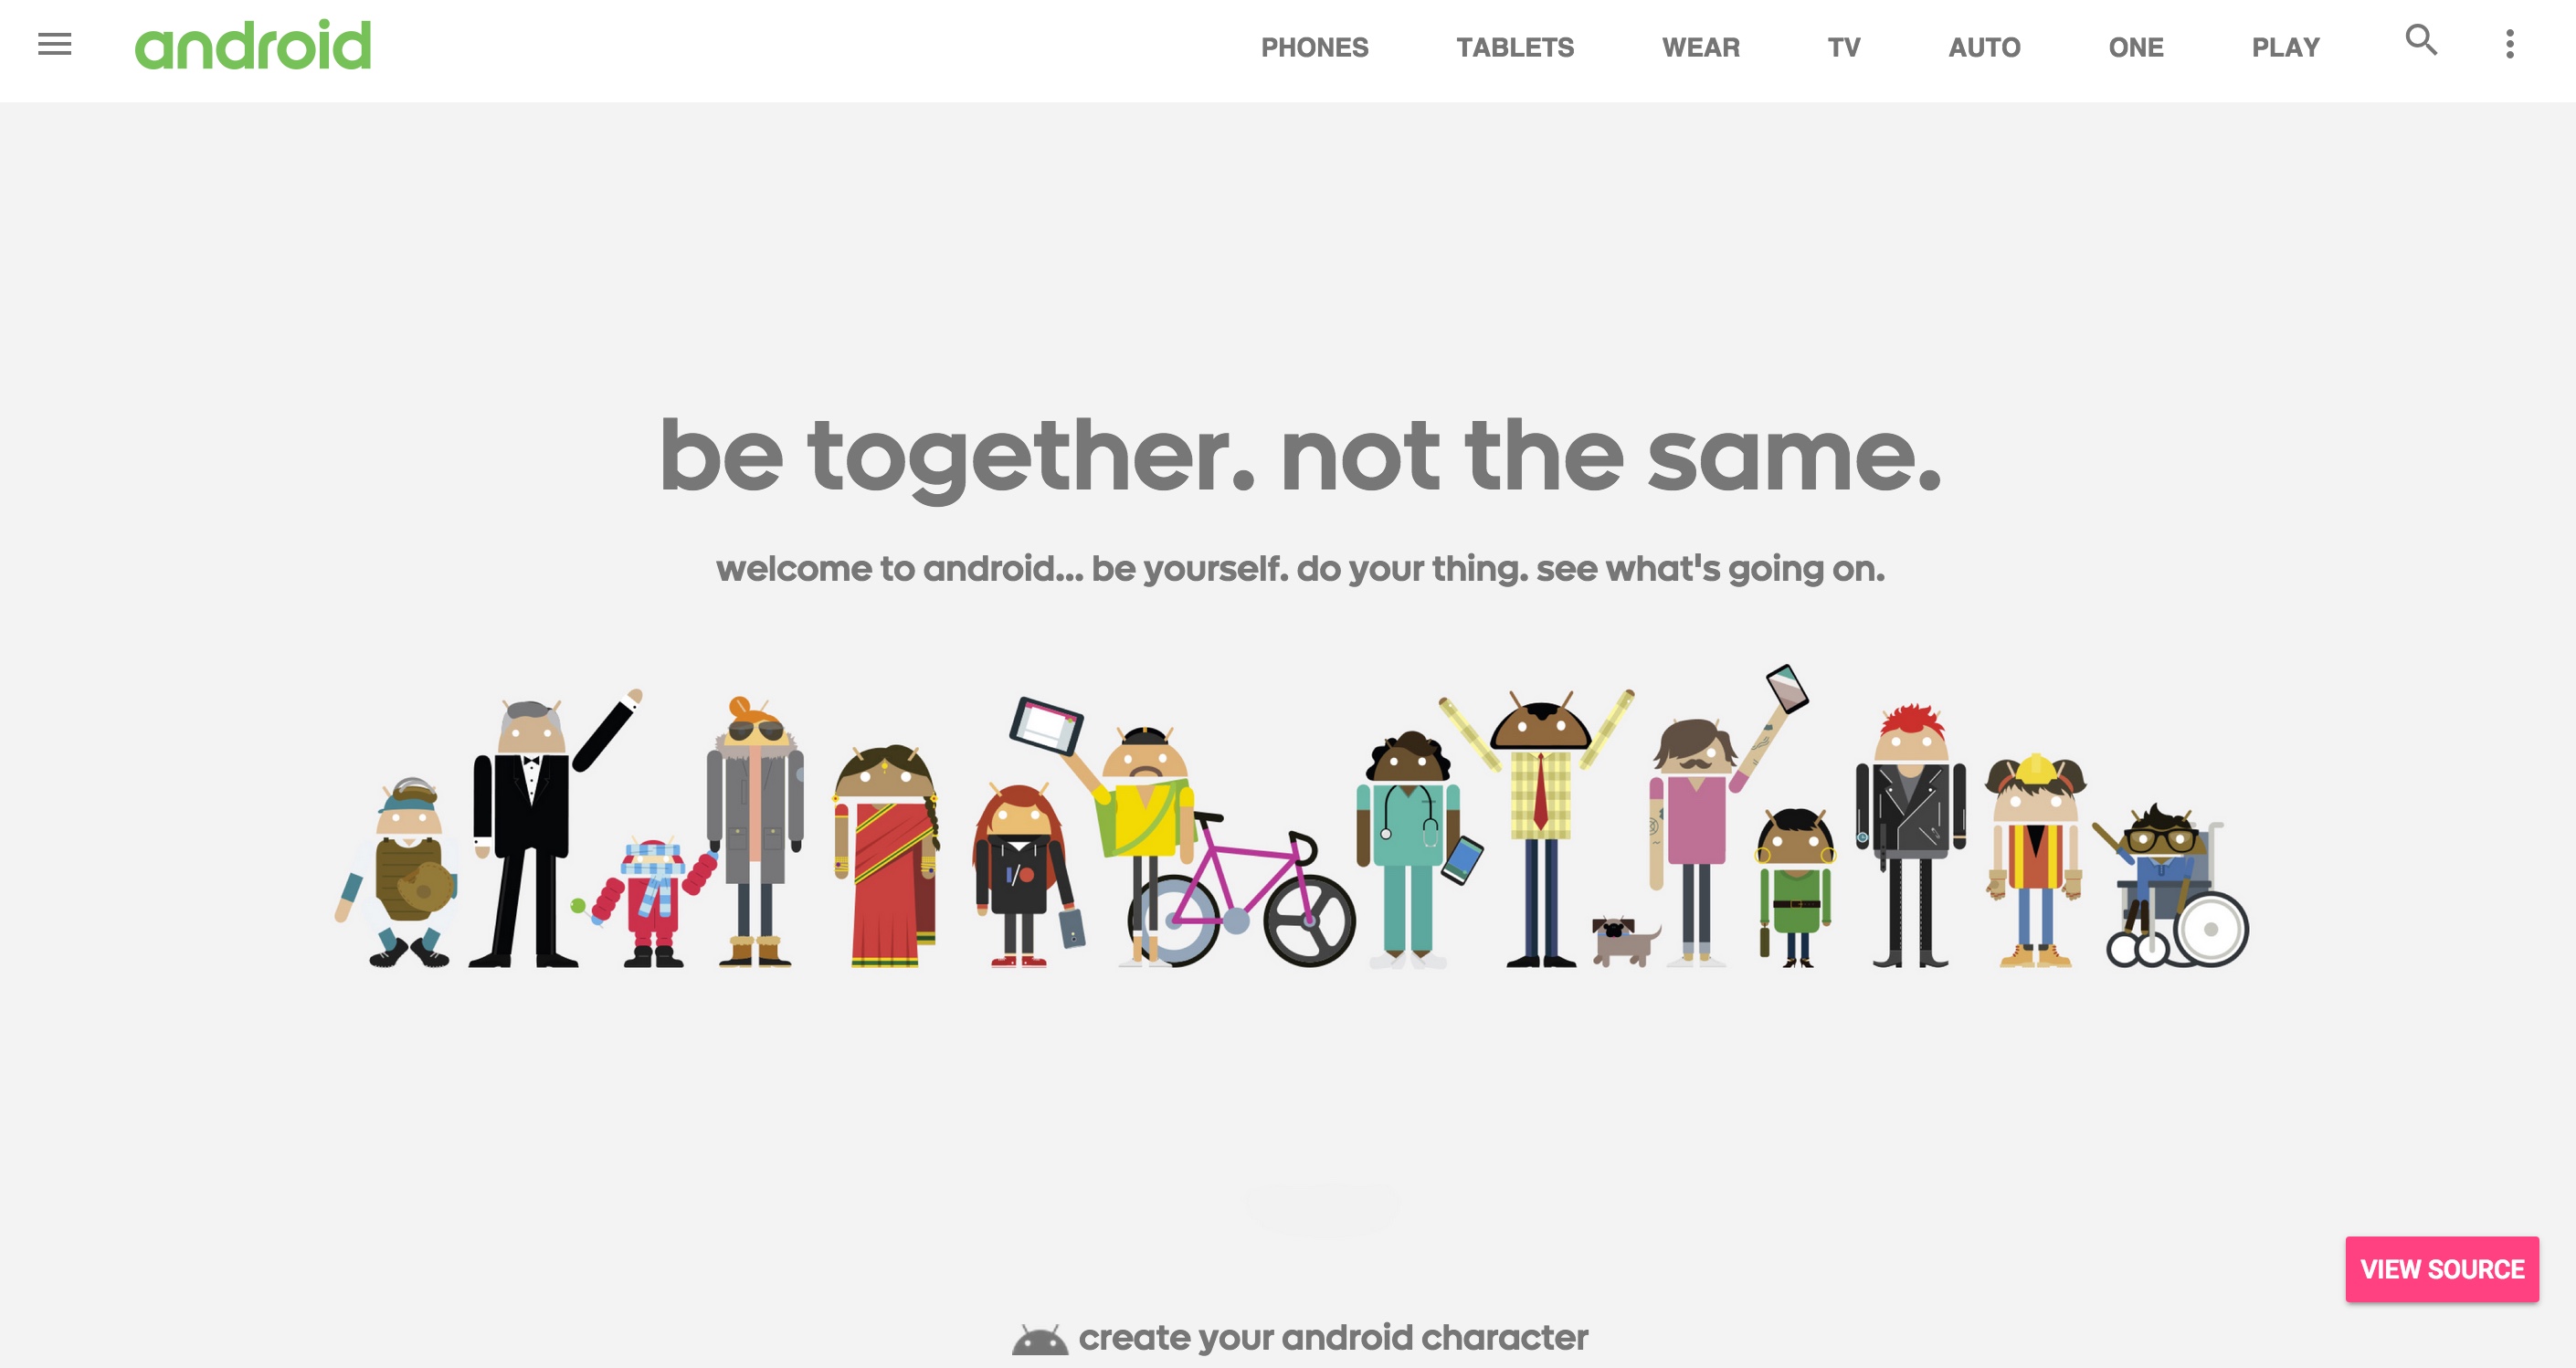 android
PHONES TABLETS WEAR TV AUTO ONE PLAY
be together. not the same.
welcome to android... be yourself. do your thing. see what's going on.
VIEW SOURCE
create your android character